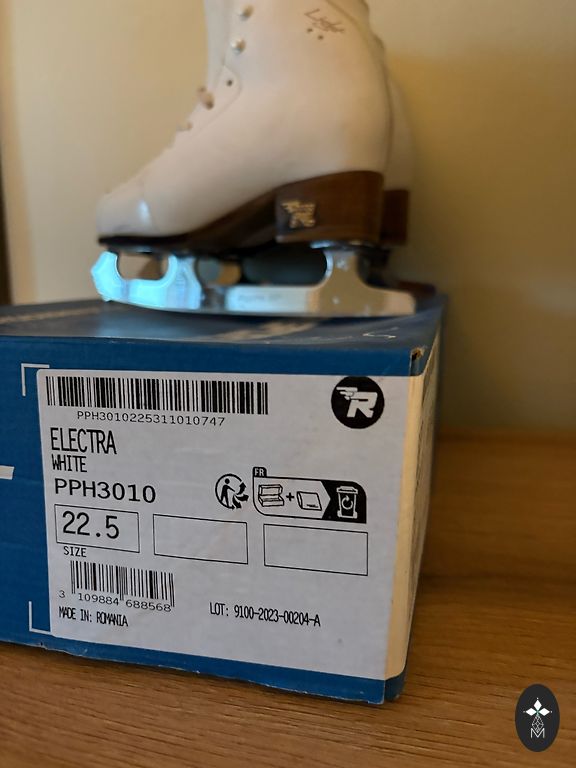 PPH3010225311010747
R
ELECTRA
WHITE
PPH3010
FR
22.5
SIZE
3 109884 688568
MADE IN: ROMANIA
LOT: 9100-2023-00204-A